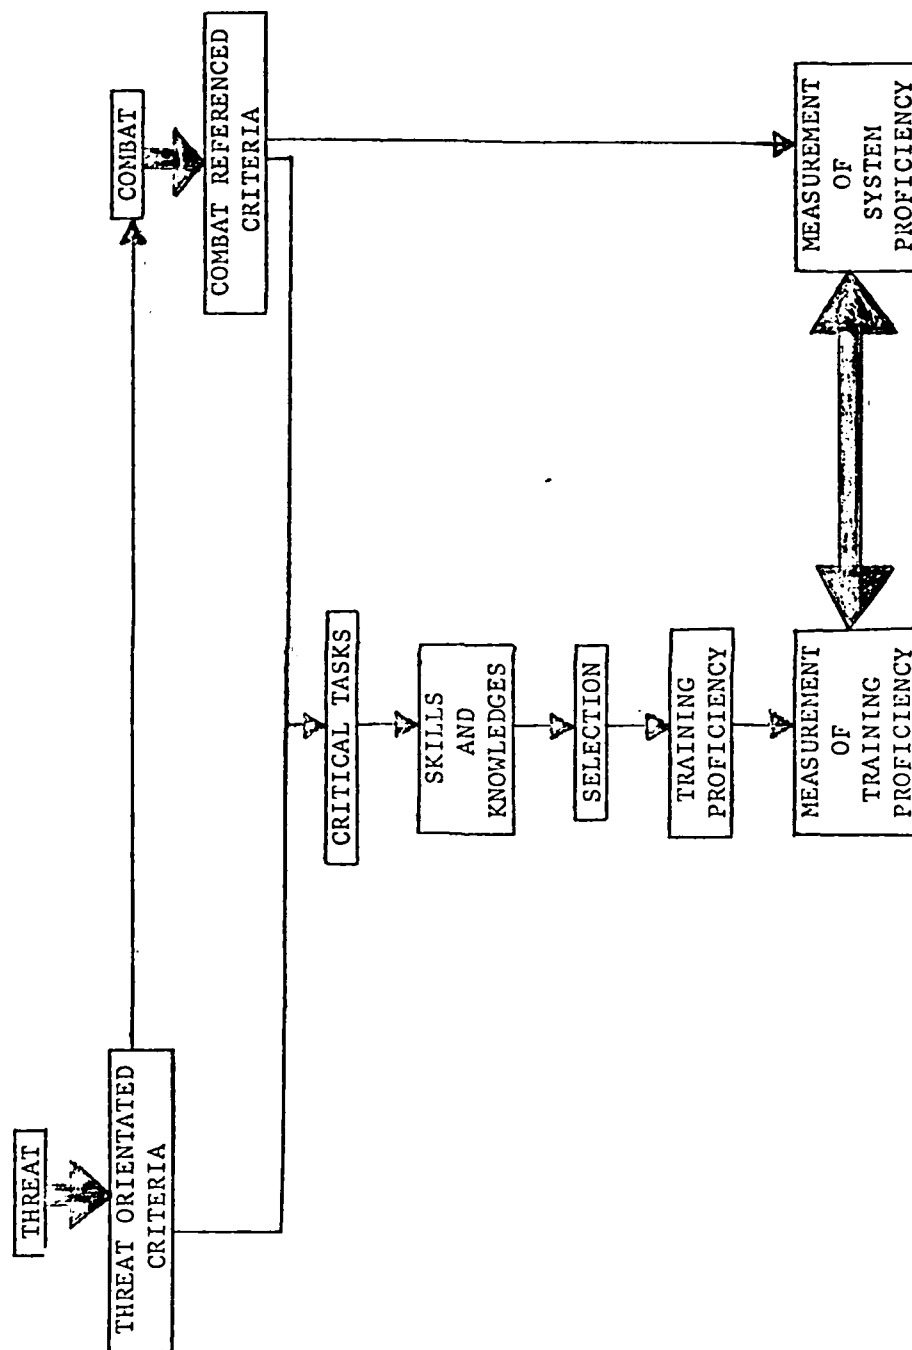 THREAT
THREAT ORIENTATED
CRITERIA
COMBAT
COMBAT REFERENCED
CRITERIA
CRITICAL TASKS
SKILLS
AND
KNOWLEDGES
SELECTION
TRAINING
PROFICIENCY
MEASUREMENT
OF
TRAINING
PROFICIENCY
MEASUREMENT
OF
SYSTEM
PROFICIENCY